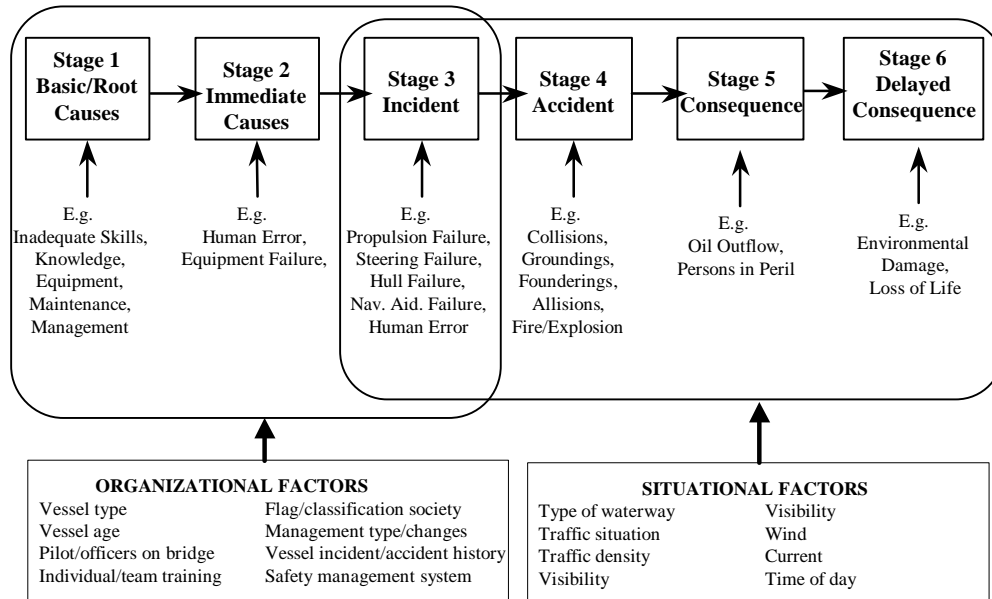 Stage 1
Basic/Root
Causes
Stage 2
Immediate
Causes
Stage 3
Incident
Stage 4
Accident
Stage 5
Consequence
Stage 6
Delayed
Consequence
E.g.
Inadequate Skills,
Knowledge,
Equipment,
Maintenance,
Management
E.g.
Human Error,
Equipment Failure,
E.g.
Propulsion Failure,
Steering Failure,
Hull Failure,
Nav. Aid. Failure,
Human Error
E.g.
Collisions,
Groundings,
Founderings,
Allisions,
Fire/Explosion
E.g.
Oil Outflow,
Persons in Peril
E.g.
Environmental
Damage,
Loss of Life
ORGANIZATIONAL FACTORS
Vessel type
Vessel age
Pilot/officers on bridge
Individual/team training
Flag/classification society
Management type/changes
Vessel incident/accident history
Safety management system
SITUATIONAL FACTORS
Type of waterway
Traffic situation
Traffic density
Visibility
Visibility
Wind
Current
Time of day